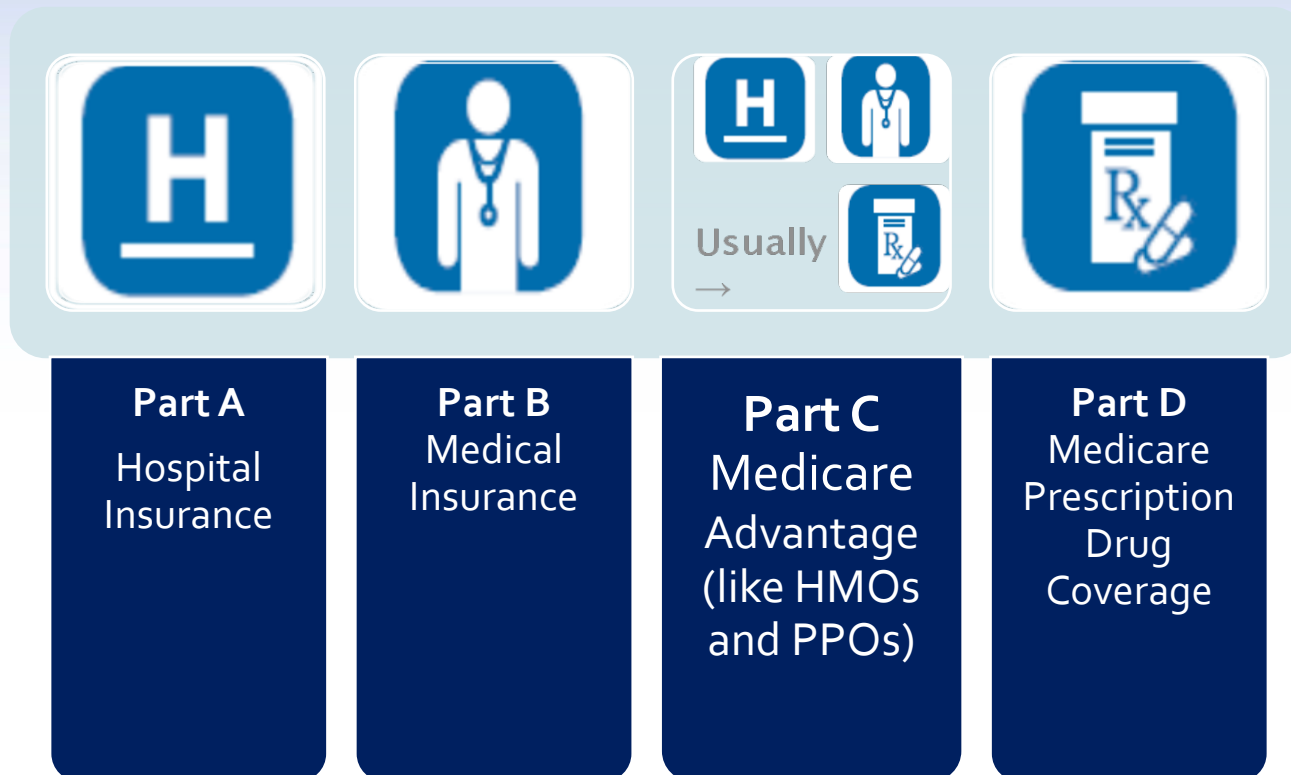 H
H
Usually
→
Rx
Rx
Part A
Hospital
Insurance
Part B
Medical
Insurance
Part C
Medicare
Advantage
(like HMOs
and PPOs)
Part D
Medicare
Prescription
Drug
Coverage